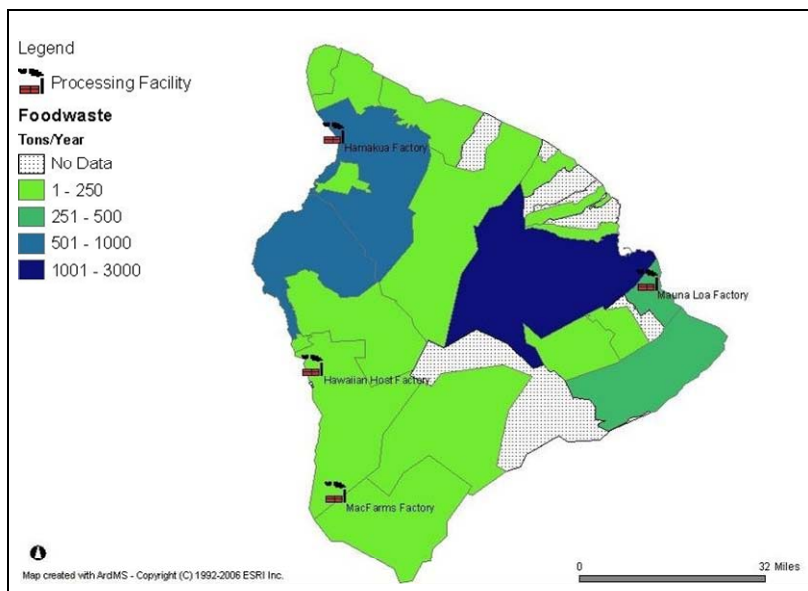 Legend
Processing Facility
Foodwaste
Tons/Year
No Data
1 - 250
251 - 500
501 - 1000
1001 - 3000
Hamakua Factory
Mauna Loa Factory
Hawaiian Host Factory
MacFarms Factory
0 32 Miles
Map created with ArdMS - Copyright (C) 1992-2006 ESRI Inc.